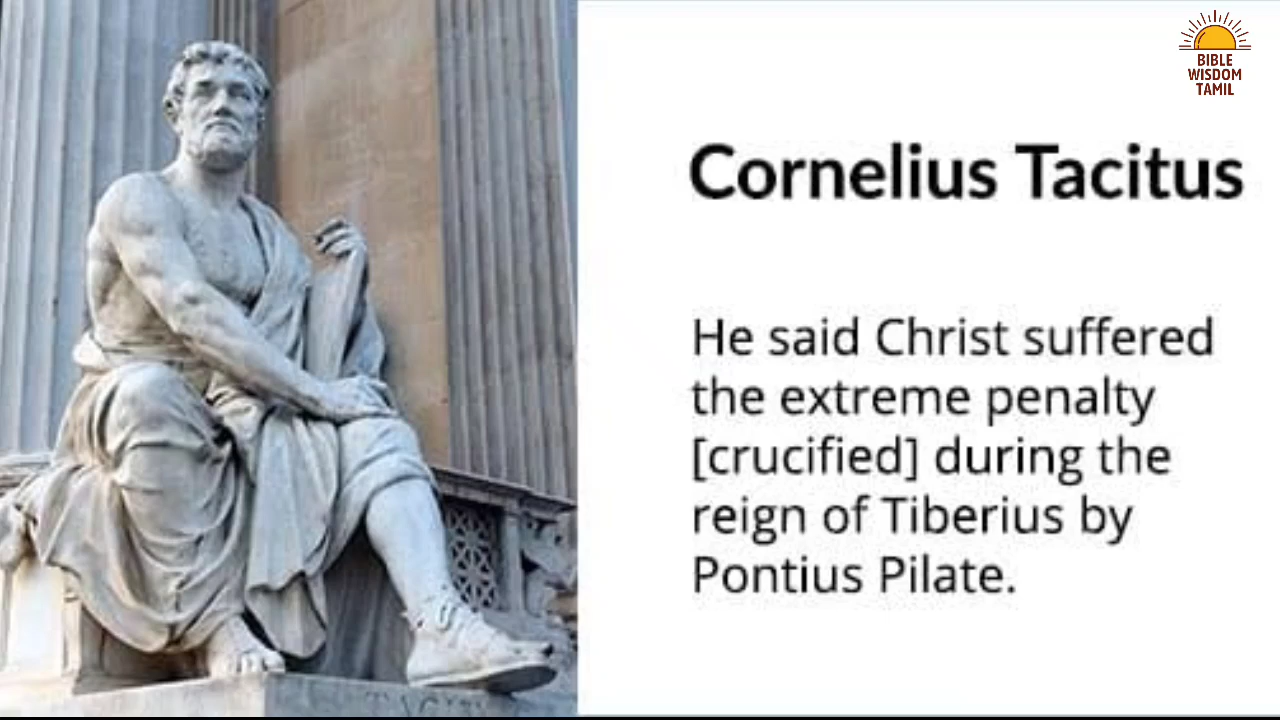 BIBLE
WISDOM
TAMIL
Cornelius Tacitus
He said Christ suffered
the extreme penalty
[crucified] during the
reign of Tiberius by
Pontius Pilate.